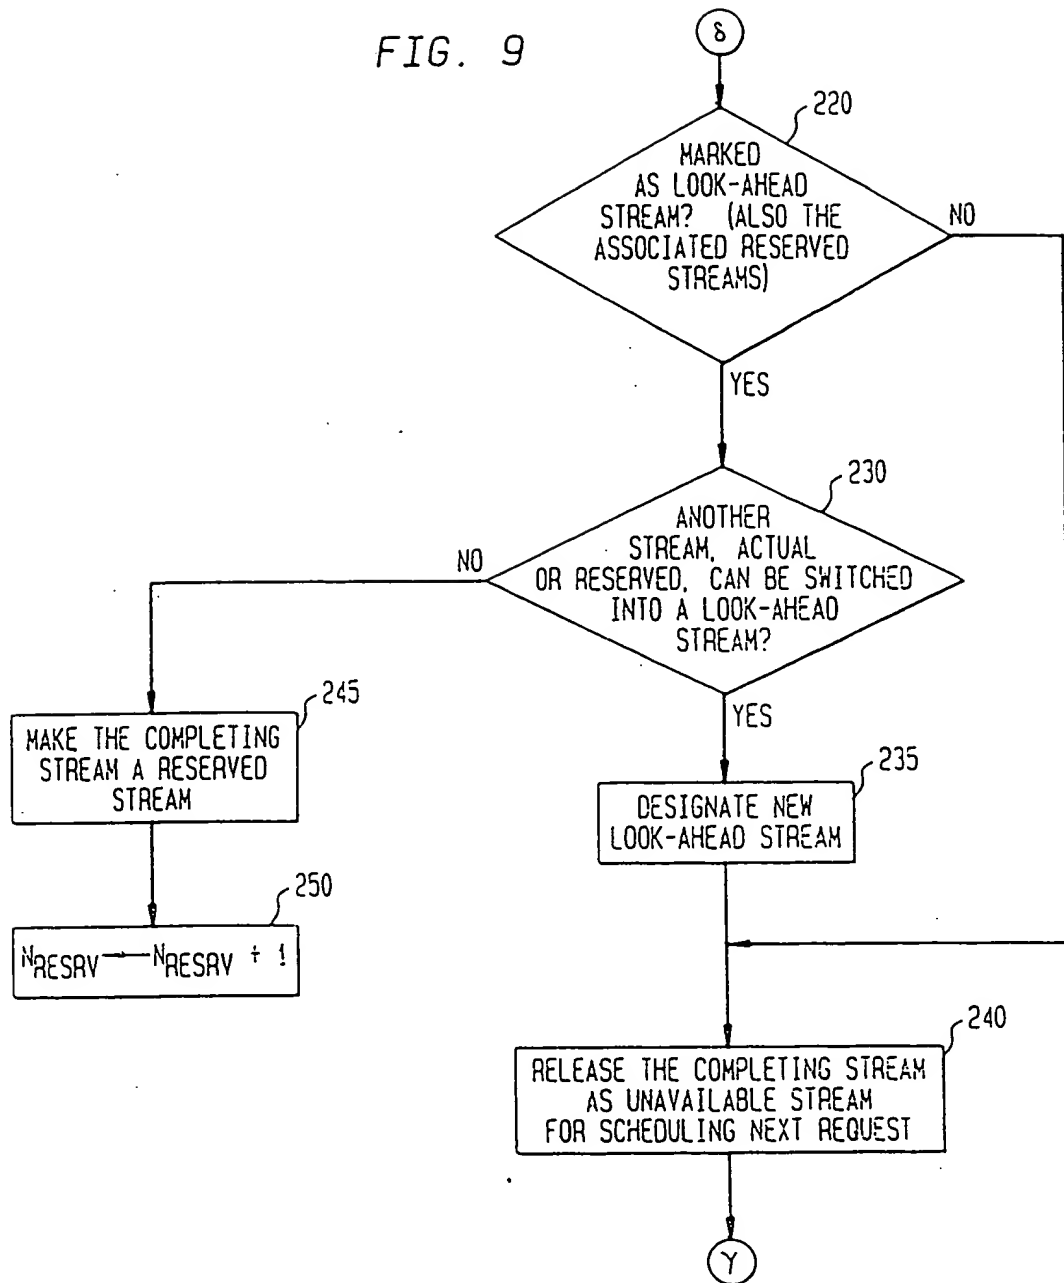 FIG. 9
δ
220
MARKED
AS LOOK-AHEAD
STREAM? (ALSO THE
ASSOCIATED RESERVED
STREAMS)
NO
YES
230
ANOTHER
STREAM, ACTUAL
OR RESERVED, CAN BE SWITCHED
INTO A LOOK-AHEAD
STREAM?
NO
YES
245
MAKE THE COMPLETING
STREAM A RESERVED
STREAM
235
DESIGNATE NEW
LOOK-AHEAD STREAM
250
NRESRV NRESRV + 1
240
RELEASE THE COMPLETING STREAM
AS UNAVAILABLE STREAM
FOR SCHEDULING NEXT REQUEST
γ